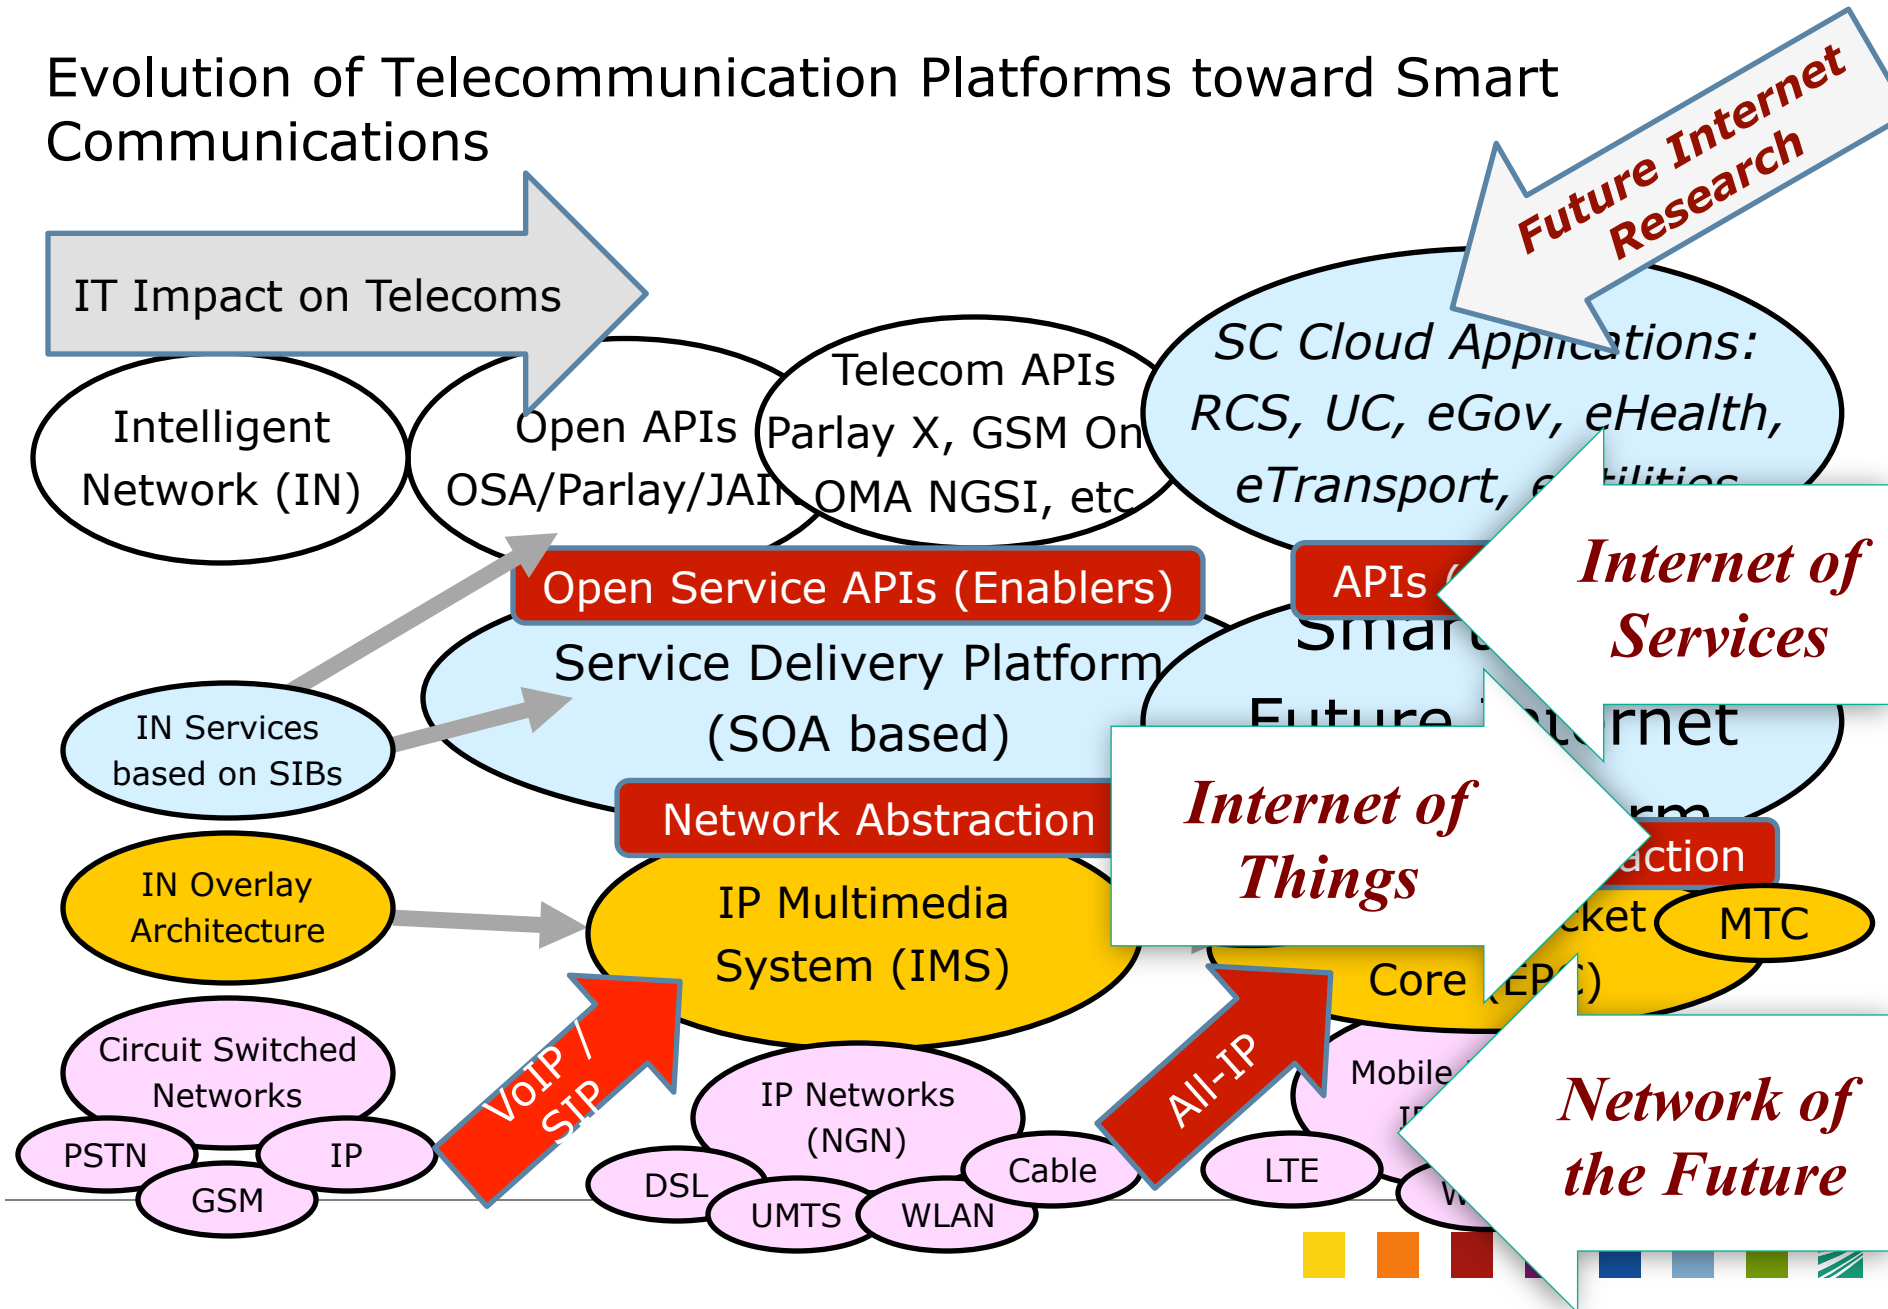 Evolution of Telecommunication Platforms toward Smart
Communications
Future Internet
Research
IT Impact on Telecoms
Intelligent
Network (IN)
Open APIs
OSA/Parlay/JAIN
Telecom APIs
Parlay X, GSM On
OMA NGSI, etc
SC Cloud Applications:
RCS, UC, eGov, eHealth,
eTransport,
Open Service APIs (Enablers)
APIs (
Internet of
Services
Service Delivery Platform
(SOA based)
Smart
Future Internet
IN Services
based on SIBs
Network Abstraction
Internet of
Things
IN Overlay
Architecture
IP Multimedia
System (IMS)
Core (EPC)
MTC
Circuit Switched
Networks
PSTN
GSM
IP
VoIP /
SIP
IP Networks
(NGN)
DSL
UMTS
WLAN
Cable
All-IP
Mobile
LTE
Network of
the Future